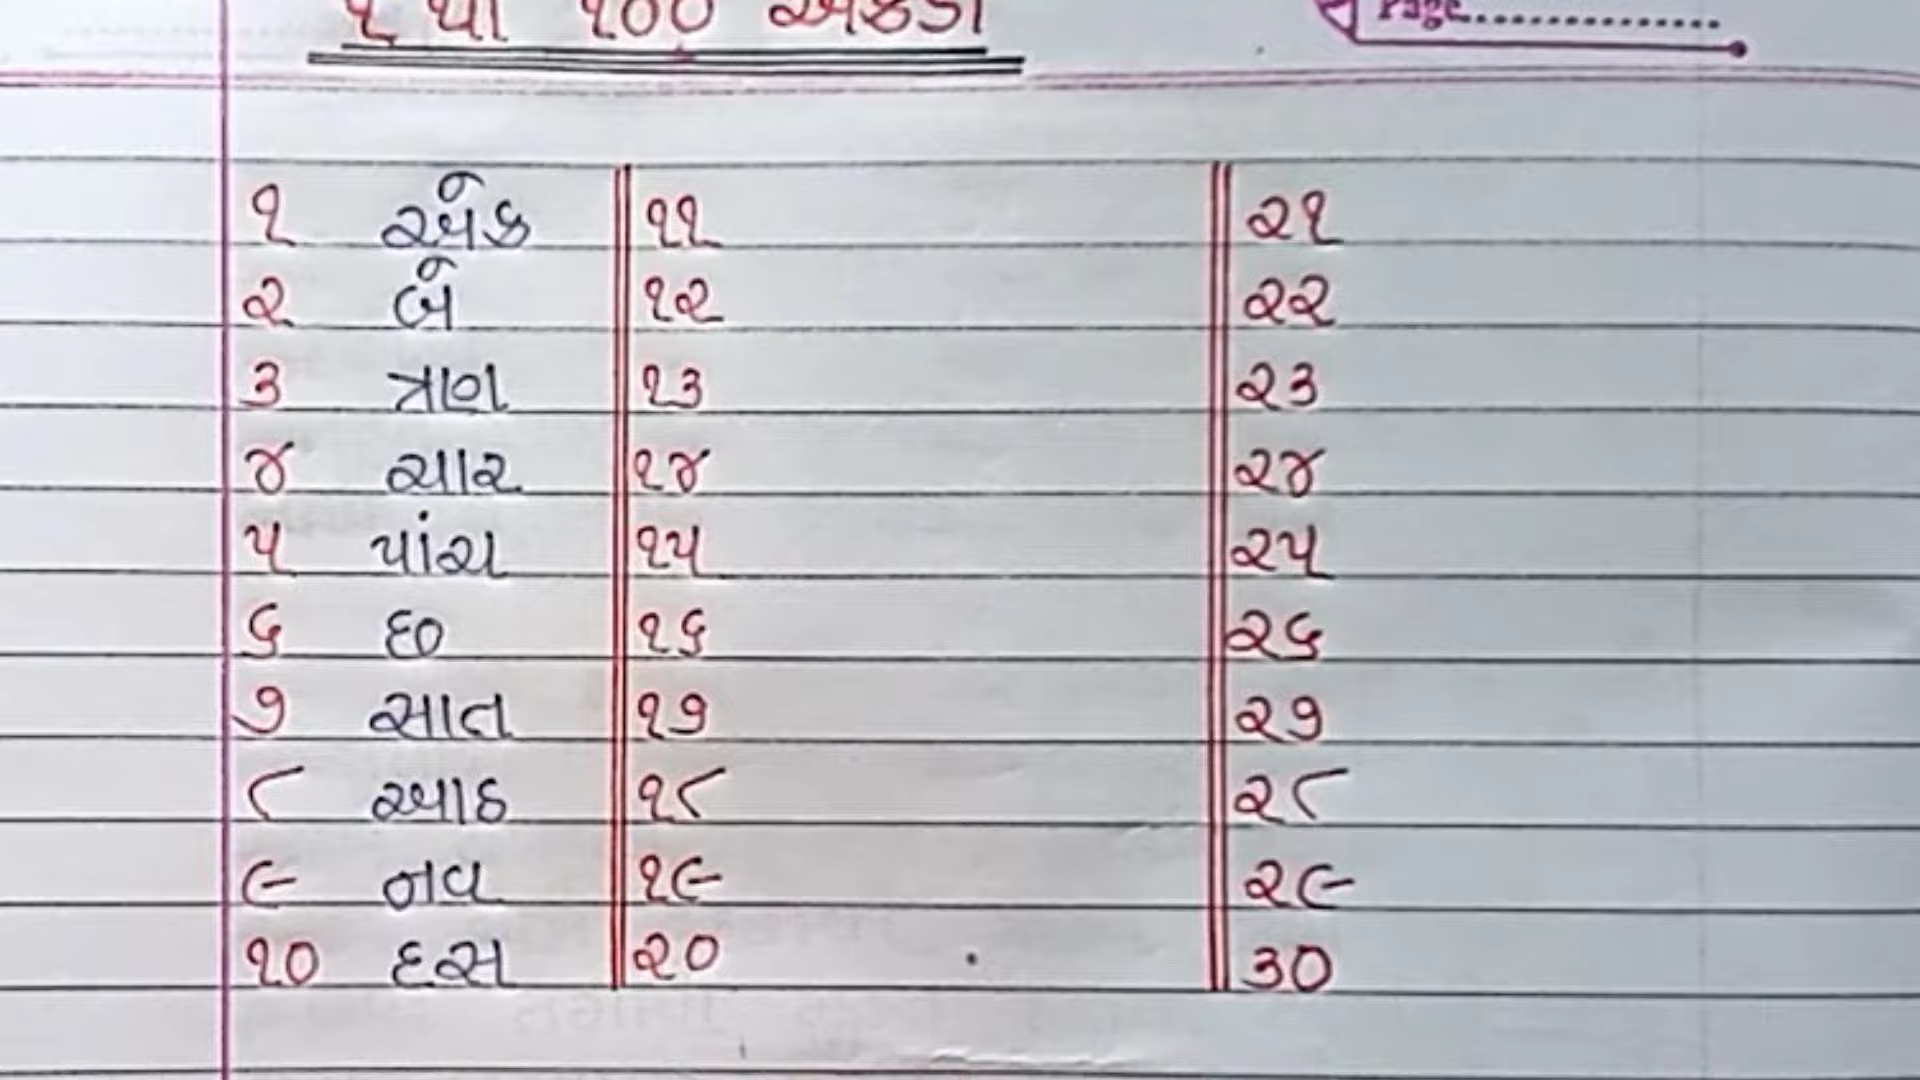 ૧ થી ૧૦૦ એકડા
Page
૧ એક ૧૧ ૨૧
૨ બે ૧૨ ૨૨
૩ ત્રણ ૧૩ ૨૩
૪ ચાર ૧૪ ૨૪
૫ પાંચ ૧૫ ૨૫
૬ છ ૧૬ ૨૬
૭ સાત ૧૭ ૨૭
૮ આઠ ૧૮ ૨૮
૯ નવ ૧૯ ૨૯
૧૦ દસ ૨૦ ૩૦